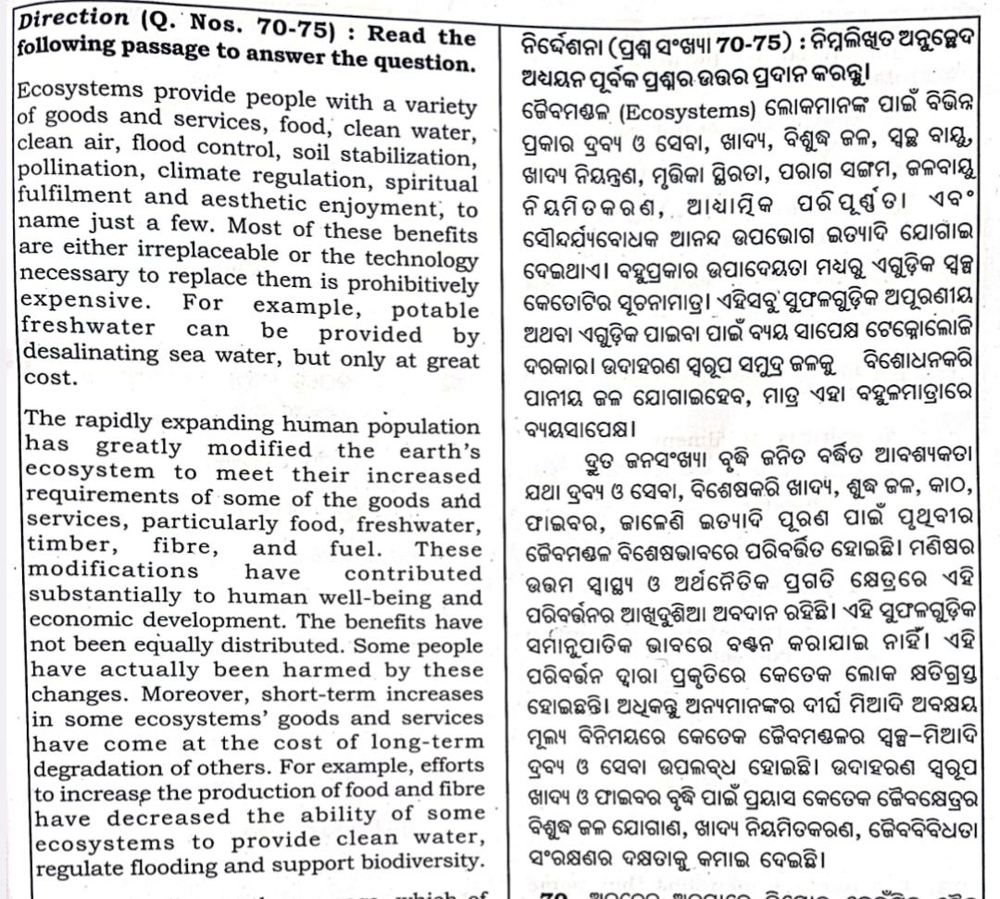 Direction (Q. Nos. 70-75) : Read the
following passage to answer the question.
Ecosystems provide people with a variety
of goods and services, food, clean water,
clean air, flood control, soil stabilization,
pollination, climate regulation, spiritual
fulfilment and aesthetic enjoyment, to
name just a few. Most of these benefits
are either irreplaceable or the technology
necessary to replace them is prohibitively
expensive. For example, potable
freshwater can be provided by
desalinating sea water, but only at great
cost.
The rapidly expanding human population
has greatly modified the earth's
ecosystem to meet their increased
requirements of some of the goods and
services, particularly food, freshwater,
timber, fibre, and fuel. These
modifications have contributed
substantially to human well-being and
economic development. The benefits have
not been equally distributed. Some people
have actually been harmed by these
changes. Moreover, short-term increases
in some ecosystems' goods and services
have come at the cost of long-term
degradation of others. For example, efforts
to increase the production of food and fibre
have decreased the ability of some
ecosystems to provide clean water,
regulate flooding and support biodiversity.
ନିର୍ଦ୍ଦେଶନା (ପ୍ରଶ୍ନ ସଂଖ୍ୟା 70-75) : ନିମ୍ନଲିଖିତ ଅନୁଚ୍ଛେଦ
ଅଧ୍ୟୟନ ପୂର୍ବକ ପ୍ରଶ୍ନର ଉତ୍ତର ପ୍ରଦାନ କରନ୍ତୁ।
ଜୈବମଣ୍ଡଳ (Ecosystems) ଲୋକମାନଙ୍କ ପାଇଁ ବିଭିନ୍ନ
ପ୍ରକାର ଦ୍ରବ୍ୟ ଓ ସେବା, ଖାଦ୍ୟ, ବିଶୁଦ୍ଧ ଜଳ, ସ୍ୱଚ୍ଛ ବାୟୁ,
ଖାଦ୍ୟ ନିୟନ୍ତ୍ରଣ, ମୃତ୍ତିକା ସ୍ଥିରତା, ପରାଗ ସଙ୍ଗମ, ଜଳବାୟୁ
ନିୟମିତକରଣ, ଆଧ୍ୟାତ୍ମିକ ପରିପୂର୍ଣ୍ଣତା ଏବଂ
ସୌନ୍ଦର୍ଯ୍ୟବୋଧକ ଆନନ୍ଦ ଉପଭୋଗ ଇତ୍ୟାଦି ଯୋଗାଇ
ଦେଇଥାଏ। ବହୁପ୍ରକାର ଉପାଦେୟତା ମଧ୍ୟରୁ ଏଗୁଡ଼ିକ ସ୍ୱଳ୍ପ
କେତୋଟିର ସୂଚନାମାତ୍ର। ଏହିସବୁ ସୁଫଳଗୁଡ଼ିକ ଅପୂରଣୀୟ
ଅଥବା ଏଗୁଡ଼ିକ ପାଇବା ପାଇଁ ବ୍ୟୟ ସାପେକ୍ଷ ଟେକ୍ନୋଲୋଜି
ଦରକାର। ଉଦାହରଣ ସ୍ୱରୂପ ସମୁଦ୍ର ଜଳକୁ ବିଶୋଧନକରି
ପାନୀୟ ଜଳ ଯୋଗାଇହେବ, ମାତ୍ର ଏହା ବହୁଳମାତ୍ରାରେ
ବ୍ୟୟସାପେକ୍ଷ।
ଦ୍ରୁତ ଜନସଂଖ୍ୟା ବୃଦ୍ଧି ଜନିତ ବର୍ଦ୍ଧିତ ଆବଶ୍ୟକତା
ଯଥା ଦ୍ରବ୍ୟ ଓ ସେବା, ବିଶେଷକରି ଖାଦ୍ୟ, ଶୁଦ୍ଧ ଜଳ, କାଠ,
ଫାଇବର, ଜାଳେଣି ଇତ୍ୟାଦି ପୂରଣ ପାଇଁ ପୃଥିବୀର
ଜୈବମଣ୍ଡଳ ବିଶେଷଭାବରେ ପରିବର୍ତ୍ତିତ ହୋଇଛି। ମଣିଷର
ଉତ୍ତମ ସ୍ୱାସ୍ଥ୍ୟ ଓ ଅର୍ଥନୈତିକ ପ୍ରଗତି କ୍ଷେତ୍ରରେ ଏହି
ପରିବର୍ତ୍ତନର ଆଖିଦୃଶିଆ ଅବଦାନ ରହିଛି। ଏହି ସୁଫଳଗୁଡ଼ିକ
ସମାନୁପାତିକ ଭାବରେ ବଣ୍ଟନ କରାଯାଇ ନାହିଁ। ଏହି
ପରିବର୍ତ୍ତନ ଦ୍ୱାରା ପ୍ରକୃତିରେ କେତେକ ଲୋକ କ୍ଷତିଗ୍ରସ୍ତ
ହୋଇଛନ୍ତି। ଅଧିକନ୍ତୁ ଅନ୍ୟମାନଙ୍କର ଦୀର୍ଘ ମିଆଦି ଅବକ୍ଷୟ
ମୂଲ୍ୟ ବିନିମୟରେ କେତେକ ଜୈବମଣ୍ଡଳର ସ୍ୱଳ୍ପ-ମିଆଦି
ଦ୍ରବ୍ୟ ଓ ସେବା ଉପଲବ୍ଧ ହୋଇଛି। ଉଦାହରଣ ସ୍ୱରୂପ
ଖାଦ୍ୟ ଓ ଫାଇବର ବୃଦ୍ଧି ପାଇଁ ପ୍ରୟାସ କେତେକ ଜୈବକ୍ଷେତ୍ରର
ବିଶୁଦ୍ଧ ଜଳ ଯୋଗାଣ, ଖାଦ୍ୟ ନିୟମିତକରଣ, ଜୈବବିବିଧତା
ସଂରକ୍ଷଣର ଦକ୍ଷତାକୁ କମାଇ ଦେଇଛି।